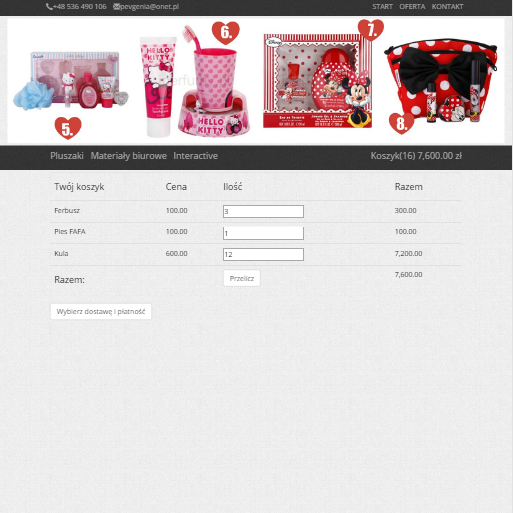 +48 536 490 106 pevgenia@onet.pl START OFERTA KONTAKT
6.
7.
Disney
HELLO KITTY
HELLO KITTY
5.
8.
Pluszaki Materiały biurowe Interactive Koszyk(16) 7,600.00 zł
Twój koszyk Cena Ilość Razem
Ferbusz 100.00 3 300.00
Pies FAFA 100.00 1 100.00
Kula 600.00 12 7,200.00
Razem: Przelicz 7,600.00
Wybierz dostawę i płatność